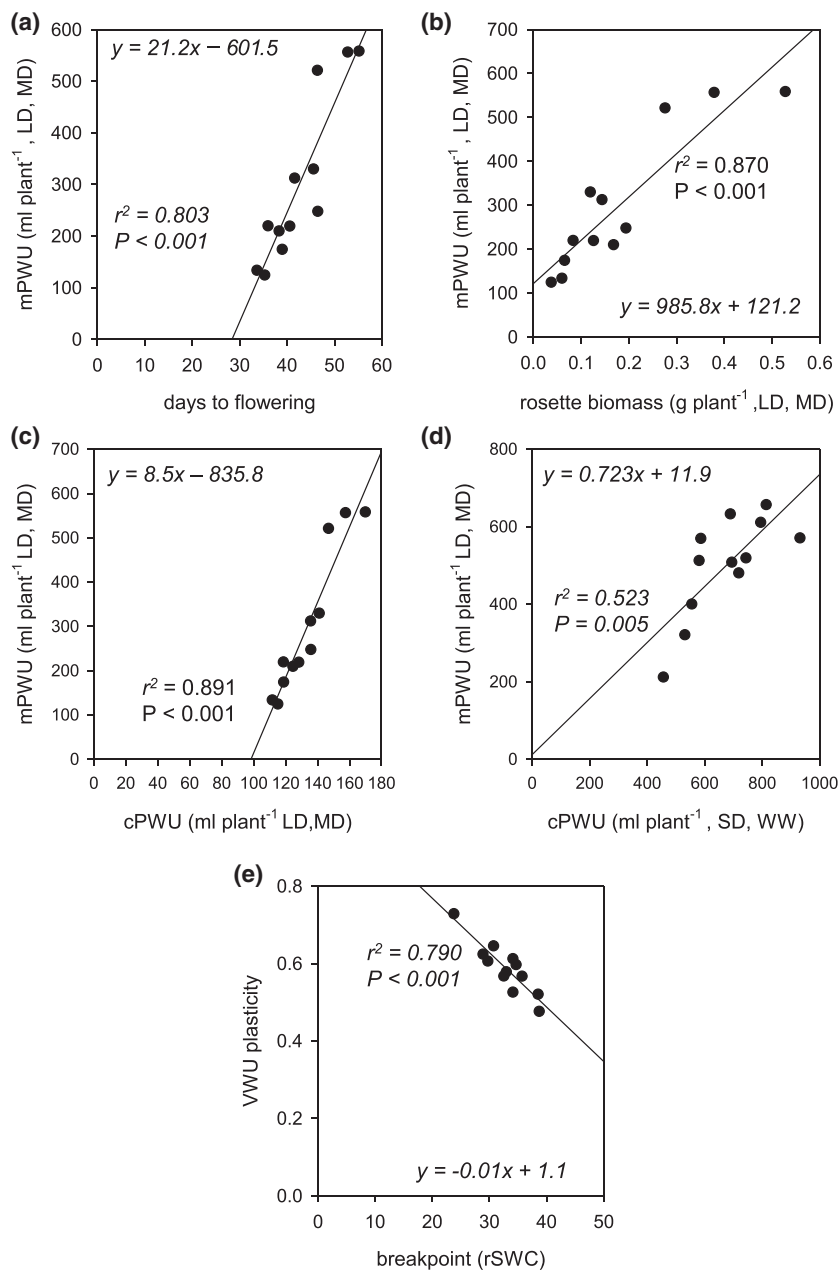 (a)
600
500
400
300
200
100
0
y = 21.2x – 601.5
r² = 0.803
P < 0.001
mPWU (ml plant⁻¹, LD, MD)
0 10 20 30 40 50 60
days to flowering
(b)
700
600
500
400
300
200
100
0
r² = 0.870
P < 0.001
y = 985.8x + 121.2
mPWU (ml plant⁻¹, LD, MD)
0.0 0.1 0.2 0.3 0.4 0.5 0.6
rosette biomass (g plant⁻¹ ,LD, MD)
(c)
700
600
500
400
300
200
100
0
y = 8.5x – 835.8
r² = 0.891
P < 0.001
mPWU (ml plant⁻¹ LD, MD)
0 20 40 60 80 100 120 140 160 180
cPWU (ml plant⁻¹ LD,MD)
(d)
800
600
400
200
0
y = 0.723x + 11.9
r² = 0.523
P = 0.005
mPWU (ml plant⁻¹ LD, MD)
0 200 400 600 800 1000
cPWU (ml plant⁻¹ , SD, WW)
(e)
0.8
0.6
0.4
0.2
0.0
r² = 0.790
P < 0.001
y = -0.01x + 1.1
VWU plasticity
0 10 20 30 40 50
breakpoint (rSWC)